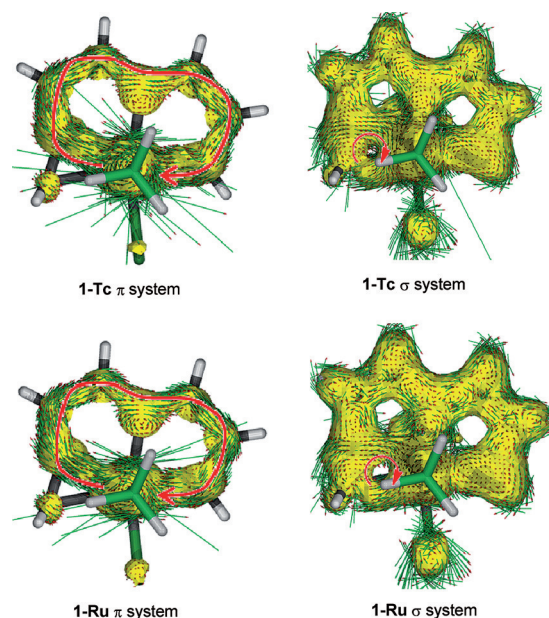 1-Tc π system
1-Tc σ system
1-Ru π system
1-Ru σ system